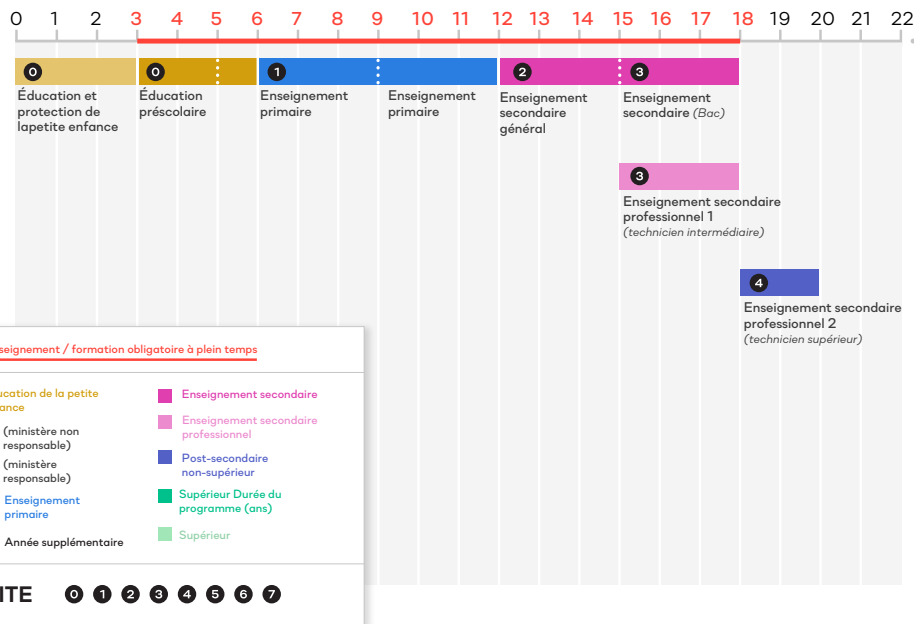 0 1 2 3 4 5 6 7 8 9 10 11 12 13 14 15 16 17 18 19 20 21 22
0 0 1 2 3
Éducation et
protection de
lapetite enfance
Éducation
préscolaire
Enseignement
primaire
Enseignement
primaire
Enseignement
secondaire
général
Enseignement
secondaire (Bac)
3
Enseignement secondaire
professionnel 1
(technicien intermédiaire)
4
Enseignement secondaire
professionnel 2
(technicien supérieur)
seignement / formation obligatoire à plein temps
ucation de la petite
ance
(ministère non
responsable)
(ministère
responsable)
Enseignement
primaire
Année supplémentaire
Enseignement secondaire
Enseignement secondaire
professionnel
Post-secondaire
non-supérieur
Supérieur Durée du
programme (ans)
Supérieur
ITE 0 1 2 3 4 5 6 7